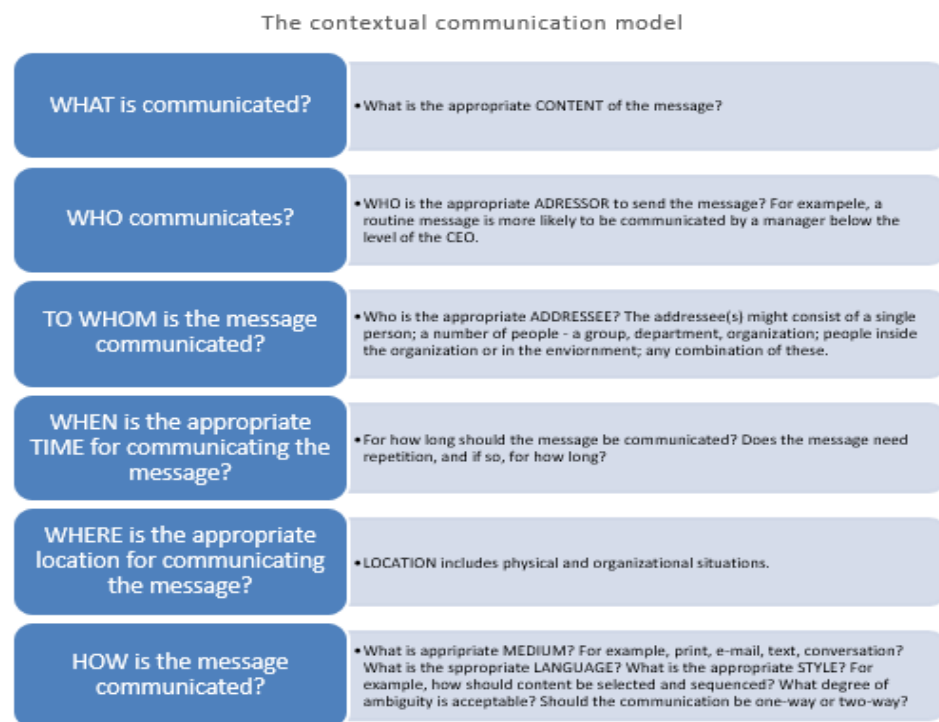 The contextual communication model
WHAT is communicated?
•What is the appropriate CONTENT of the message?
WHO communicates?
•WHO is the appropriate ADRESSOR to send the message? For exampele, a
routine message is more likely to be communicated by a manager below the
level of the CEO.
TO WHOM is the message
communicated?
•Who is the appropriate ADDRESSEE? The addressee(s) might consist of a single
person; a number of people - a group, department, organization; people inside
the organization or in the enviornment; any combination of these.
WHEN is the appropriate
TIME for communicating the
message?
•For how long should the message be communicated? Does the message need
repetition, and if so, for how long?
WHERE is the appropriate
location for communicating
the message?
•LOCATION includes physical and organizational situations.
HOW is the message
communicated?
•What is appripriate MEDIUM? For example, print, e-mail, text, conversation?
What is the sppropriate LANGUAGE? What is the appropriate STYLE? For
example, how should content be selected and sequenced? What degree of
ambiguity is acceptable? Should the communication be one-way or two-way?